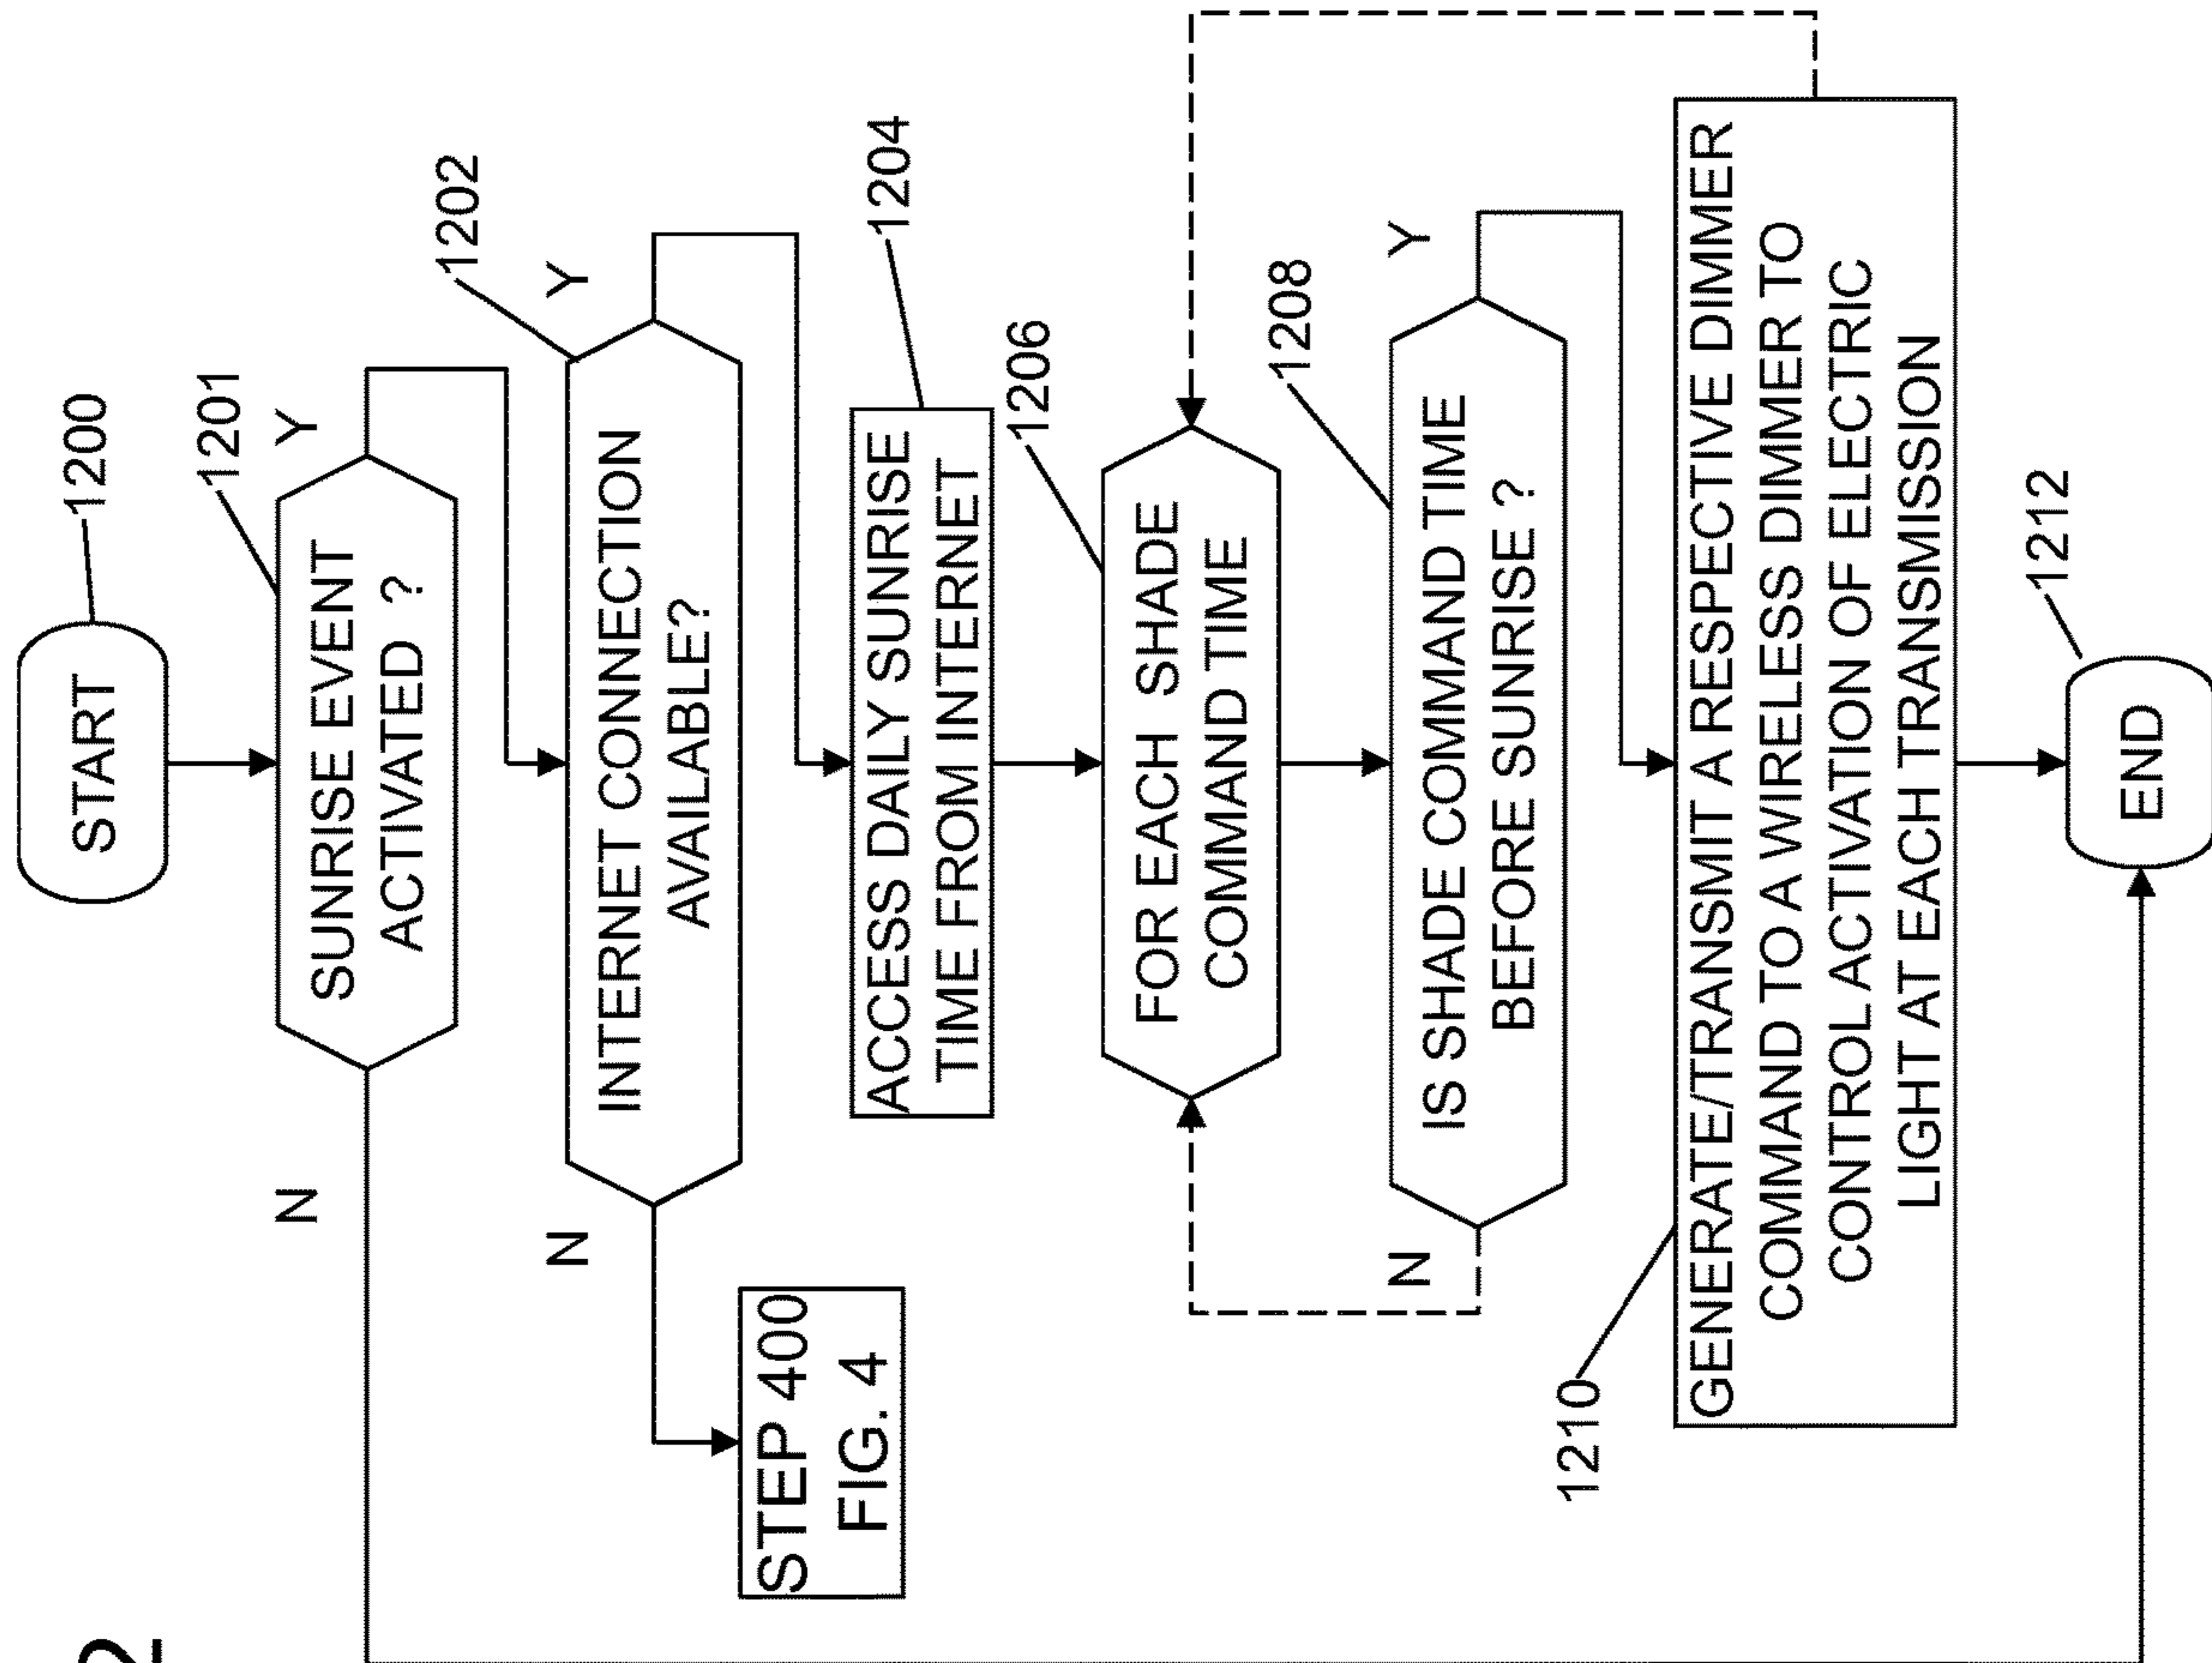 2
START
1200
SUNRISE EVENT
ACTIVATED ?
1201
Y
N
INTERNET CONNECTION
AVAILABLE?
1202
Y
N
STEP 400
FIG. 4
ACCESS DAILY SUNRISE
TIME FROM INTERNET
1204
FOR EACH SHADE
COMMAND TIME
1206
IS SHADE COMMAND TIME
BEFORE SUNRISE ?
1208
Y
N
GENERATE/TRANSMIT A RESPECTIVE DIMMER
COMMAND TO A WIRELESS DIMMER TO
CONTROL ACTIVATION OF ELECTRIC
LIGHT AT EACH TRANSMISSION
1210
END
1212